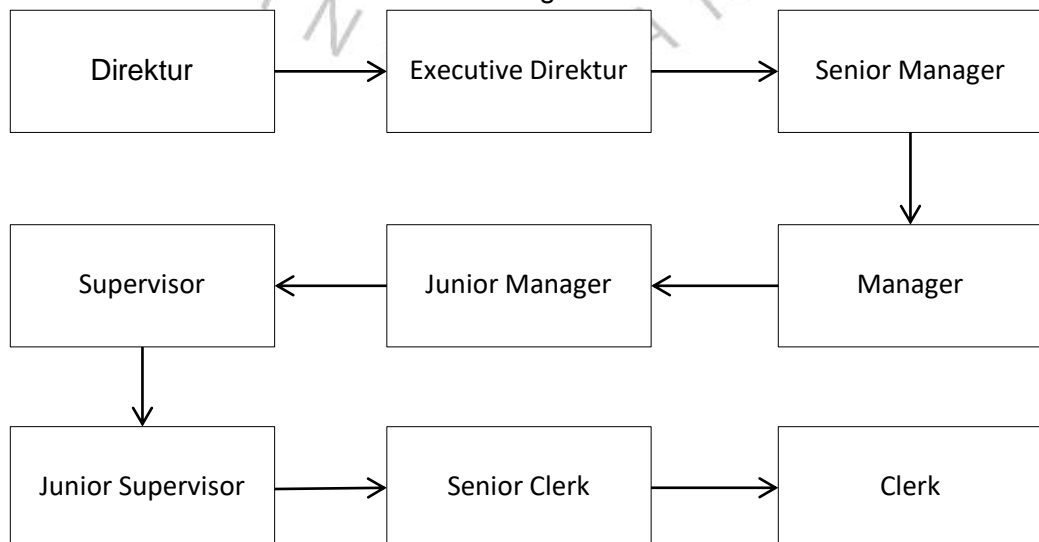 Direktur
Executive Direktur
Senior Manager
Supervisor
Junior Manager
Manager
Junior Supervisor
Senior Clerk
Clerk